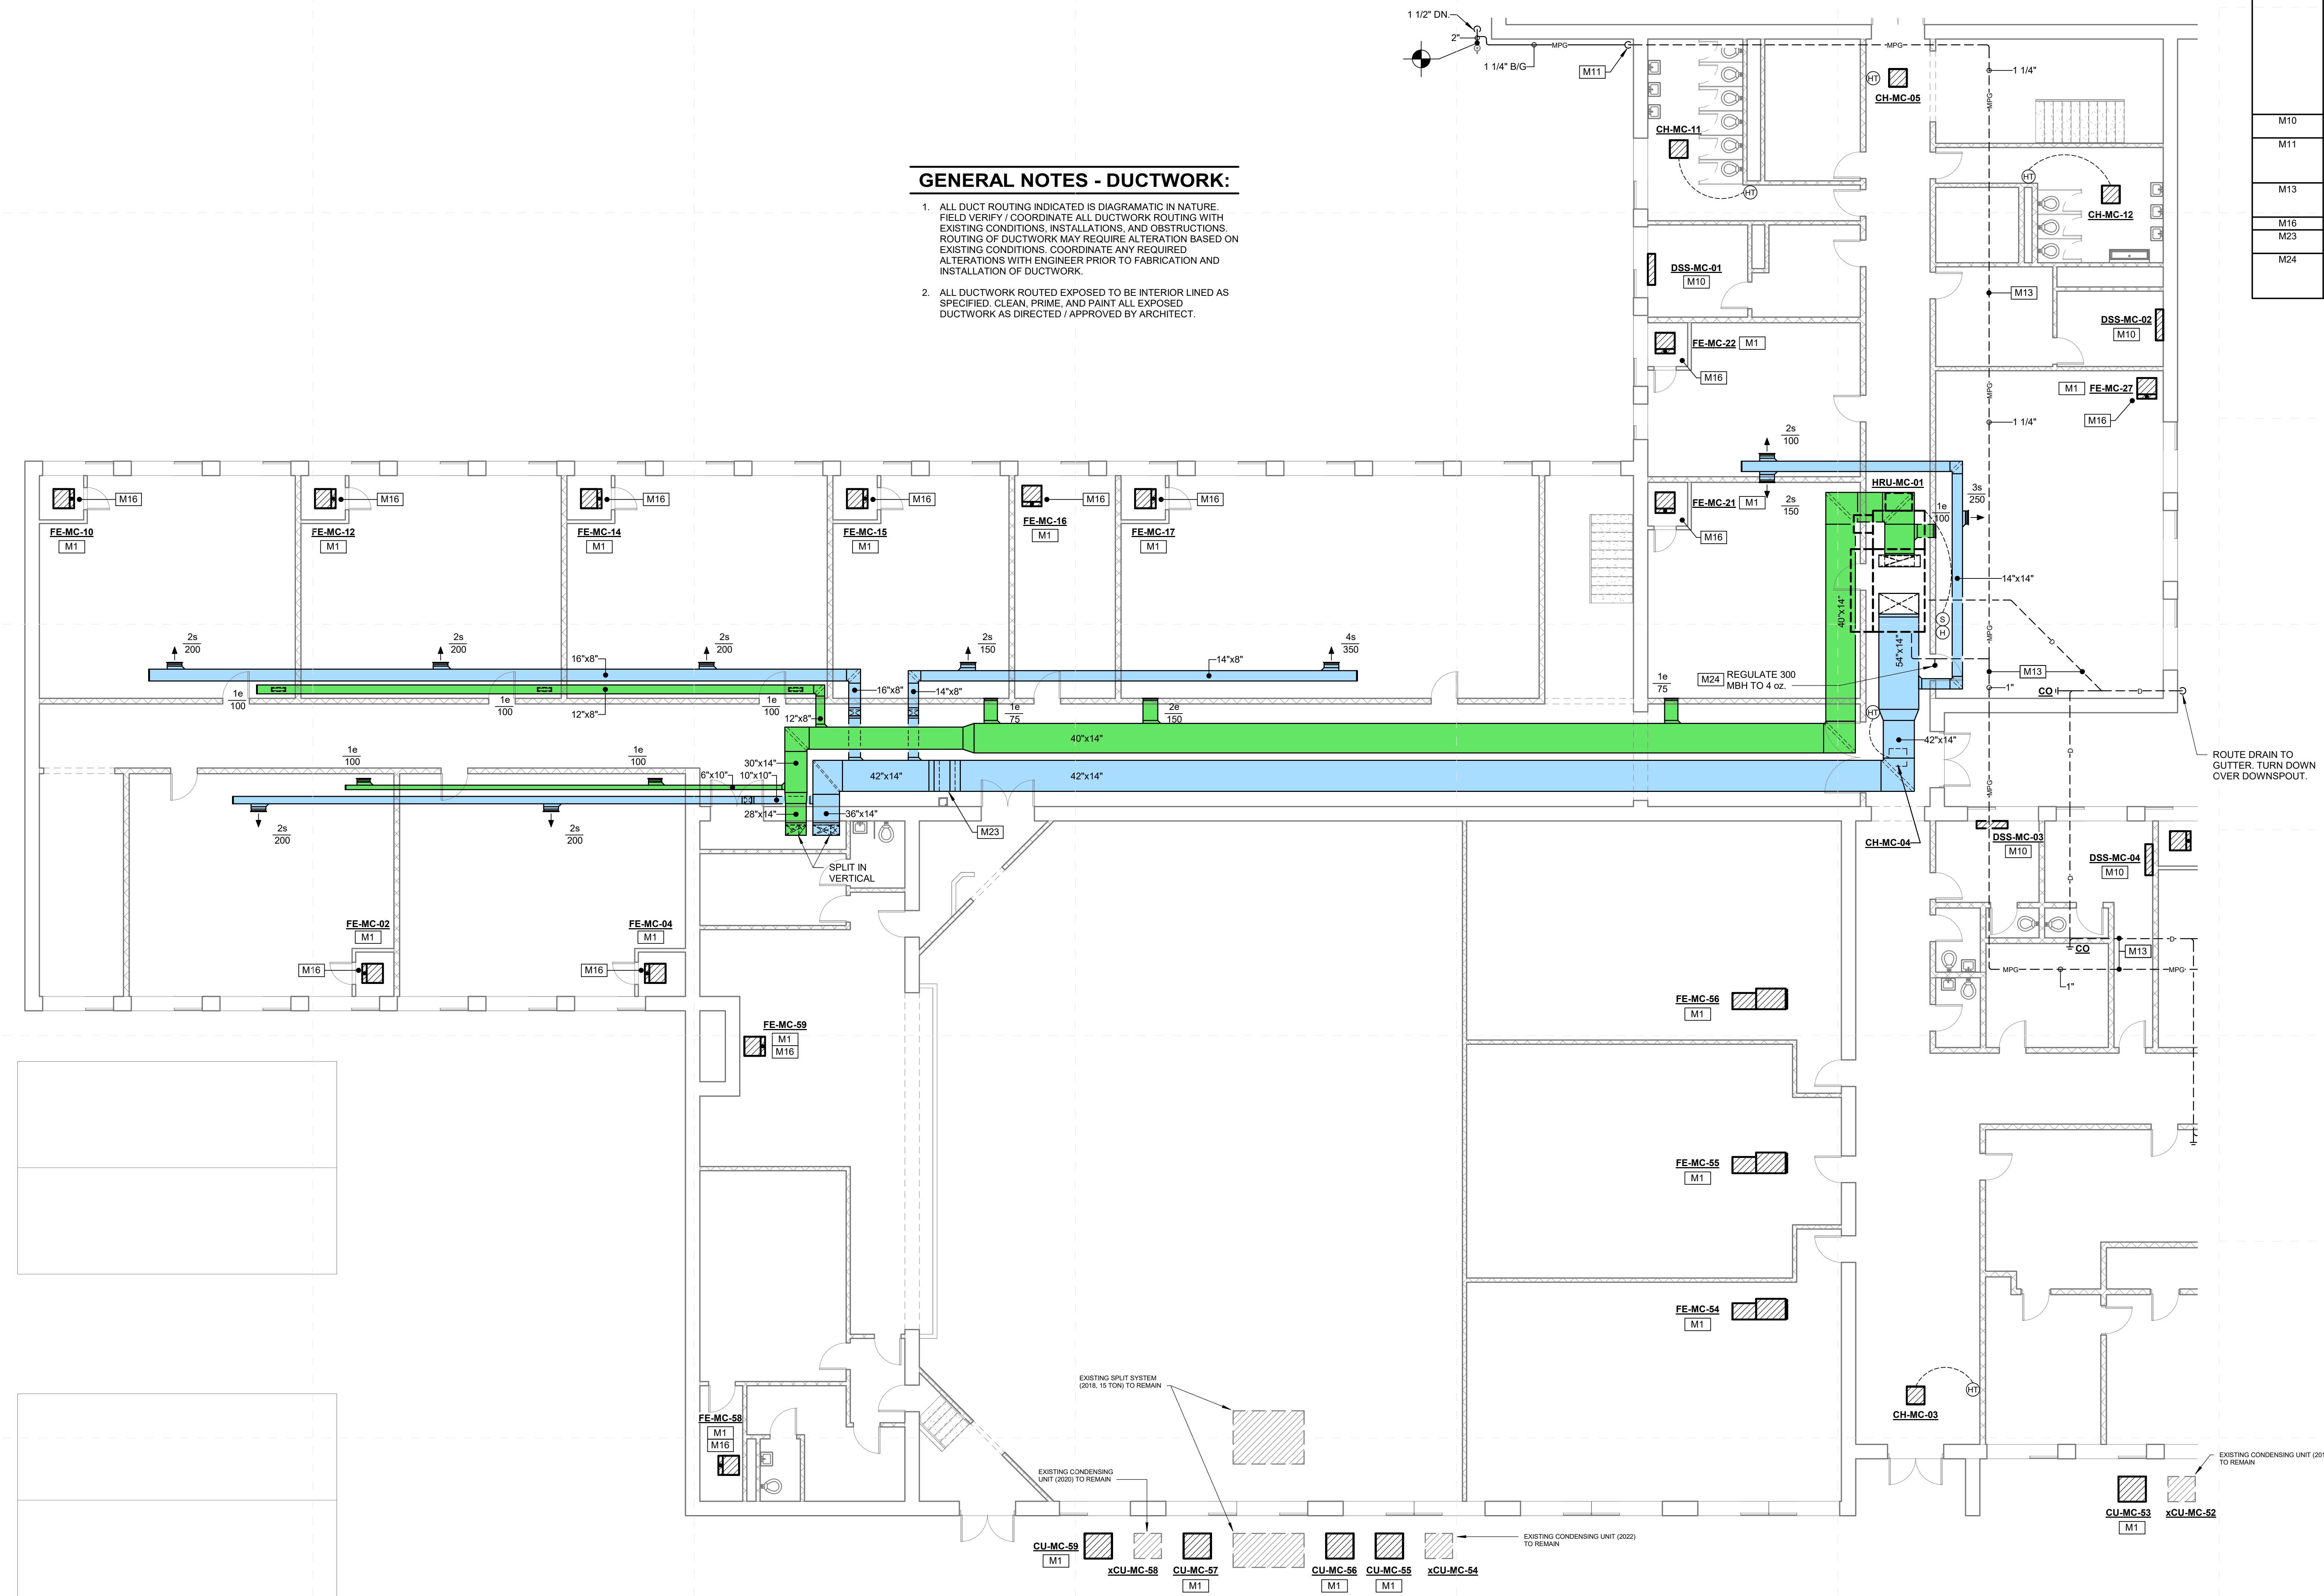 1 1/2" DN.
2"
1 1/4" B/G
MPG
M11
MPG
HT
CH-MC-05
1 1/4"
MPG
M10
M11
M13
M16
M23
M24
CH-MC-11
HT
HT
CH-MC-12
GENERAL NOTES - DUCTWORK:
1. ALL DUCT ROUTING INDICATED IS DIAGRAMATIC IN NATURE.
FIELD VERIFY / COORDINATE ALL DUCTWORK ROUTING WITH
EXISTING CONDITIONS, INSTALLATIONS, AND OBSTRUCTIONS.
ROUTING OF DUCTWORK MAY REQUIRE ALTERATION BASED ON
EXISTING CONDITIONS. COORDINATE ANY REQUIRED
ALTERATIONS WITH ENGINEER PRIOR TO FABRICATION AND
INSTALLATION OF DUCTWORK.
2. ALL DUCTWORK ROUTED EXPOSED TO BE INTERIOR LINED AS
SPECIFIED. CLEAN, PRIME, AND PAINT ALL EXPOSED
DUCTWORK AS DIRECTED / APPROVED BY ARCHITECT.
DSS-MC-01
M10
M13
DSS-MC-02
M10
FE-MC-22
M1
M16
MPG
M1
FE-MC-27
M16
1 1/4"
2s
100
HRU-MC-01
FE-MC-21
M1
2s
150
M16
1e
100
3s
250
M16
FE-MC-10
M1
M16
FE-MC-12
M1
M16
FE-MC-14
M1
M16
FE-MC-15
M1
M16
FE-MC-16
M1
M16
FE-MC-17
M1
14"x14"
40"x14"
S
H
D
MPG
54"x14"
2s
200
2s
200
2s
200
2s
150
4s
350
16"x8"
14"x8"
16"x8"
14"x8"
1e
100
1e
100
1e
100
12"x8"
12"x8"
1e
75
2e
150
1e
75
M24
REGULATE 300
MBH TO 4 oz.
M13
1"
CO
D
HT
40"x14"
42"x14"
ROUTE DRAIN TO
GUTTER. TURN DOWN
OVER DOWNSPOUT.
D
MPG
1e
100
1e
100
6"x10"
10"x10"
30"x14"
42"x14"
42"x14"
2s
200
2s
200
28"x14"
36"x14"
M23
SPLIT IN
VERTICAL
CH-MC-04
DSS-MC-03
M10
DSS-MC-04
M10
D
FE-MC-02
M1
M16
FE-MC-04
M1
M16
CO
D
M13
MPG
MPG
1"
FE-MC-59
M1
M16
FE-MC-56
M1
FE-MC-55
M1
FE-MC-54
M1
EXISTING SPLIT SYSTEM
(2018, 15 TON) TO REMAIN
HT
CH-MC-03
FE-MC-58
M1
M16
EXISTING CONDENSING
UNIT (2020) TO REMAIN
EXISTING CONDENSING UNIT (201
TO REMAIN
CU-MC-53
M1
xCU-MC-52
CU-MC-59
M1
xCU-MC-58
CU-MC-57
M1
CU-MC-56
M1
CU-MC-55
M1
xCU-MC-54
EXISTING CONDENSING UNIT (2022)
TO REMAIN